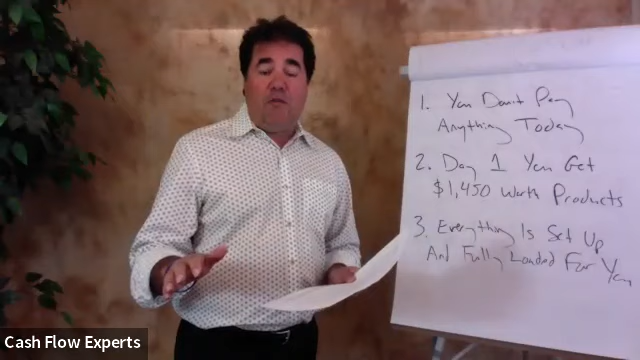 1. You Don't Pay
Anything Today
2. Day 1 You Get
$1,450 Worth Products
3. Everything Is Set Up
And Fully Loaded For You
Cash Flow Experts